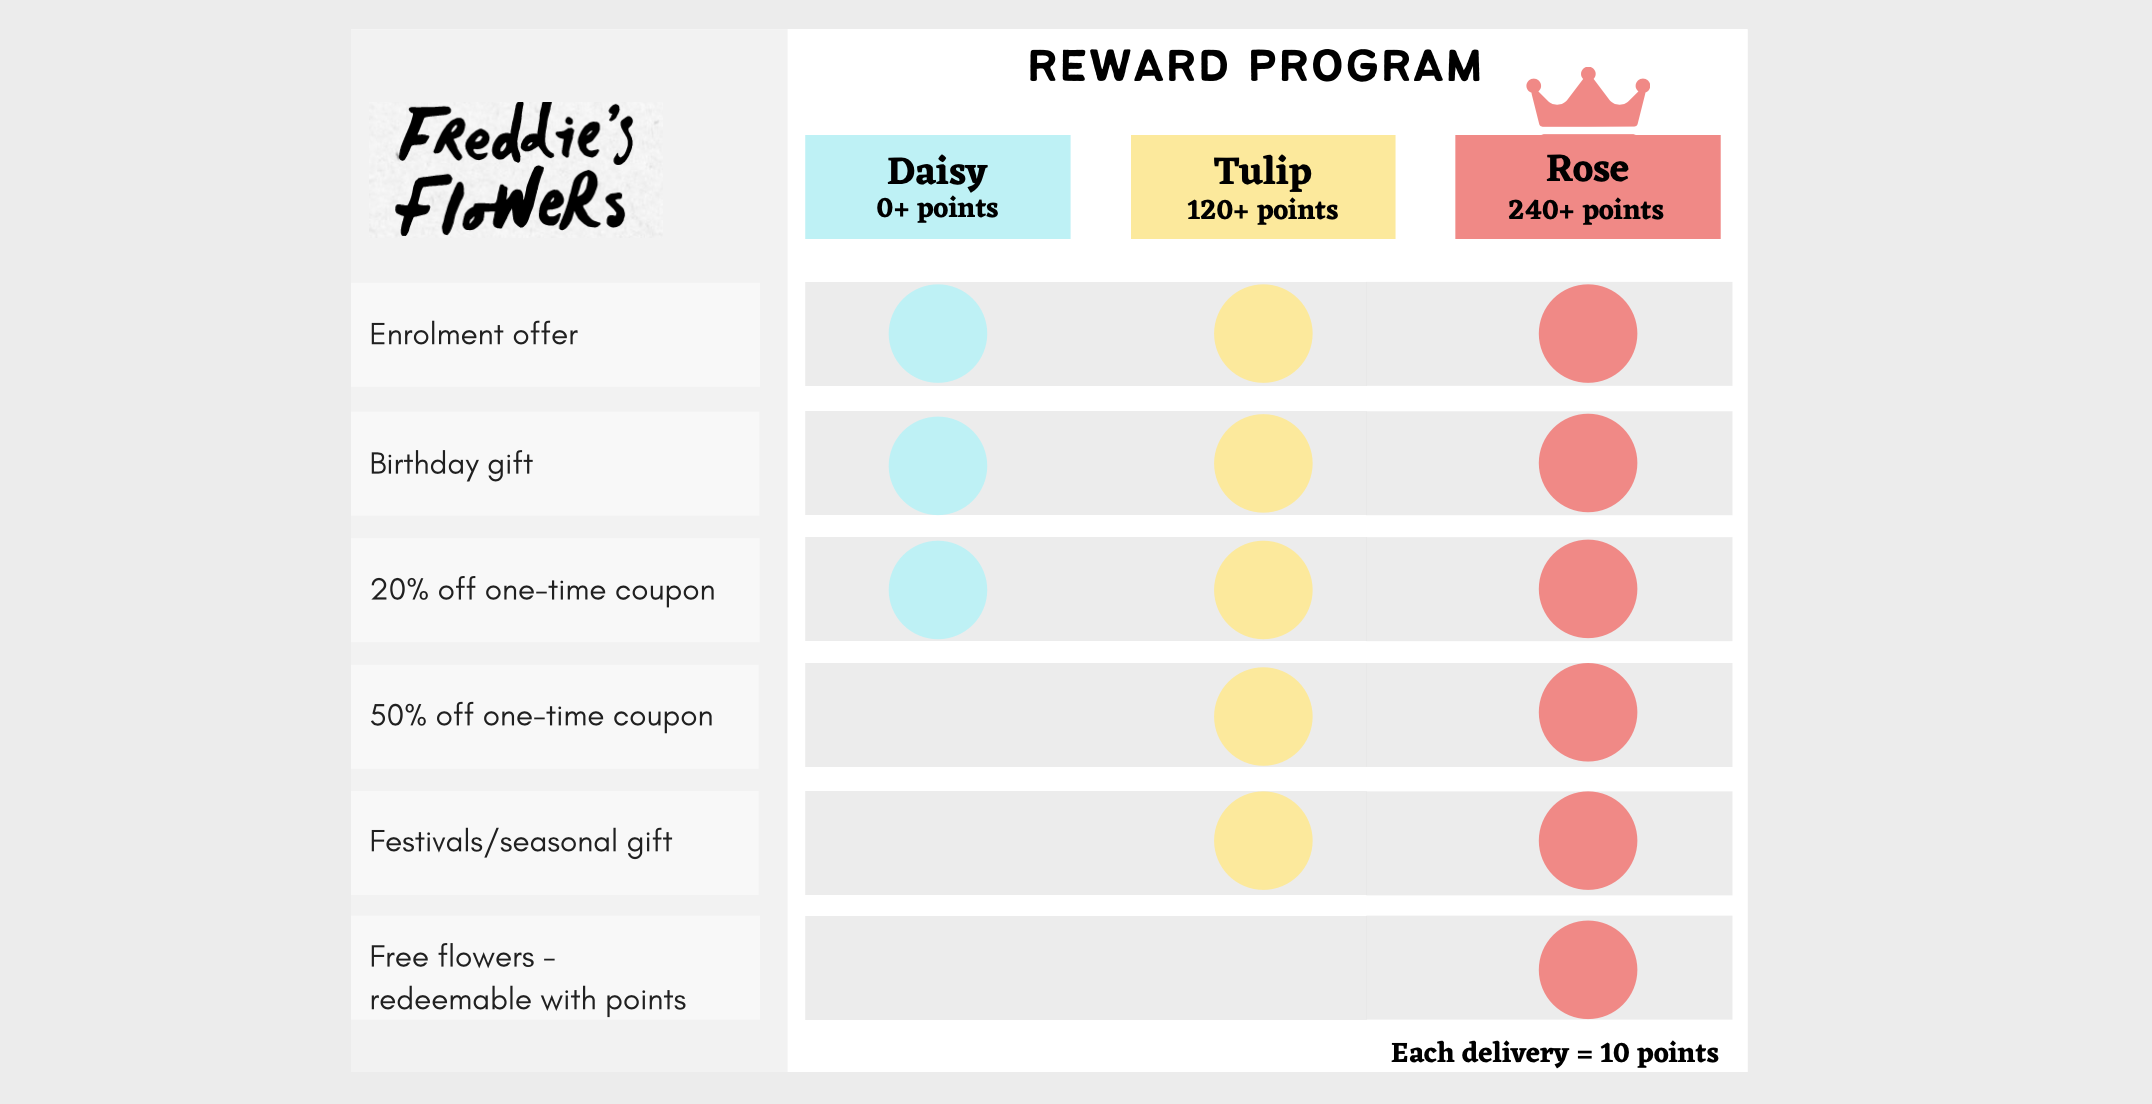 REWARD PROGRAM
FReddie's
FloWeRs
Daisy
0+ points
Tulip
120+ points
Rose
240+ points
Enrolment offer
Birthday gift
20% off one-time coupon
50% off one-time coupon
Festivals/seasonal gift
Free flowers -
redeemable with points
Each delivery = 10 points